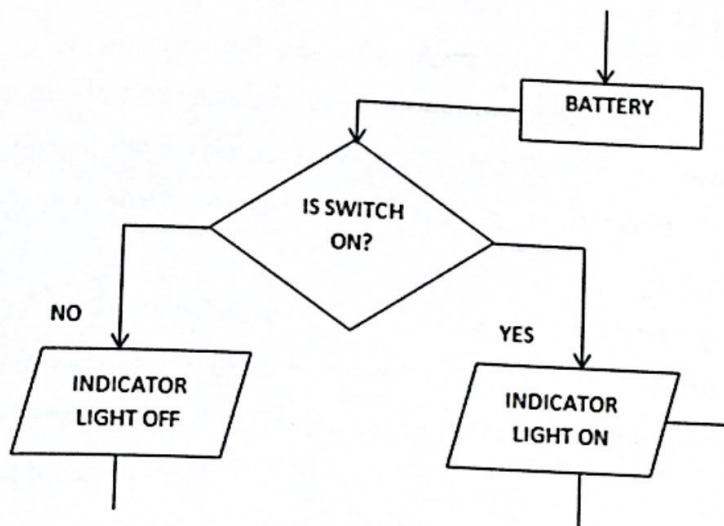 BATTERY
IS SWITCH
ON?
NO
YES
INDICATOR
LIGHT OFF
INDICATOR
LIGHT ON